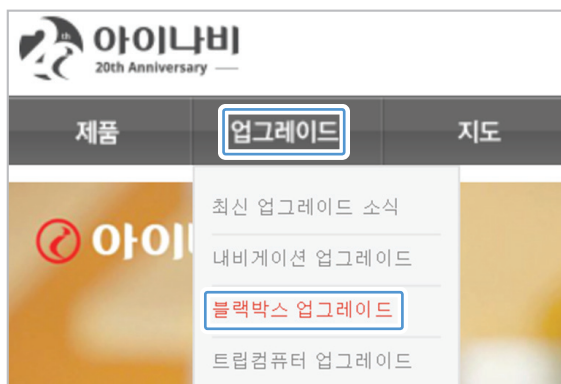 20th
아이나비
20th Anniversary
제품 업그레이드 지도
최신 업그레이드 소식
아이
내비게이션 업그레이드
블랙박스 업그레이드
트립컴퓨터 업그레이드